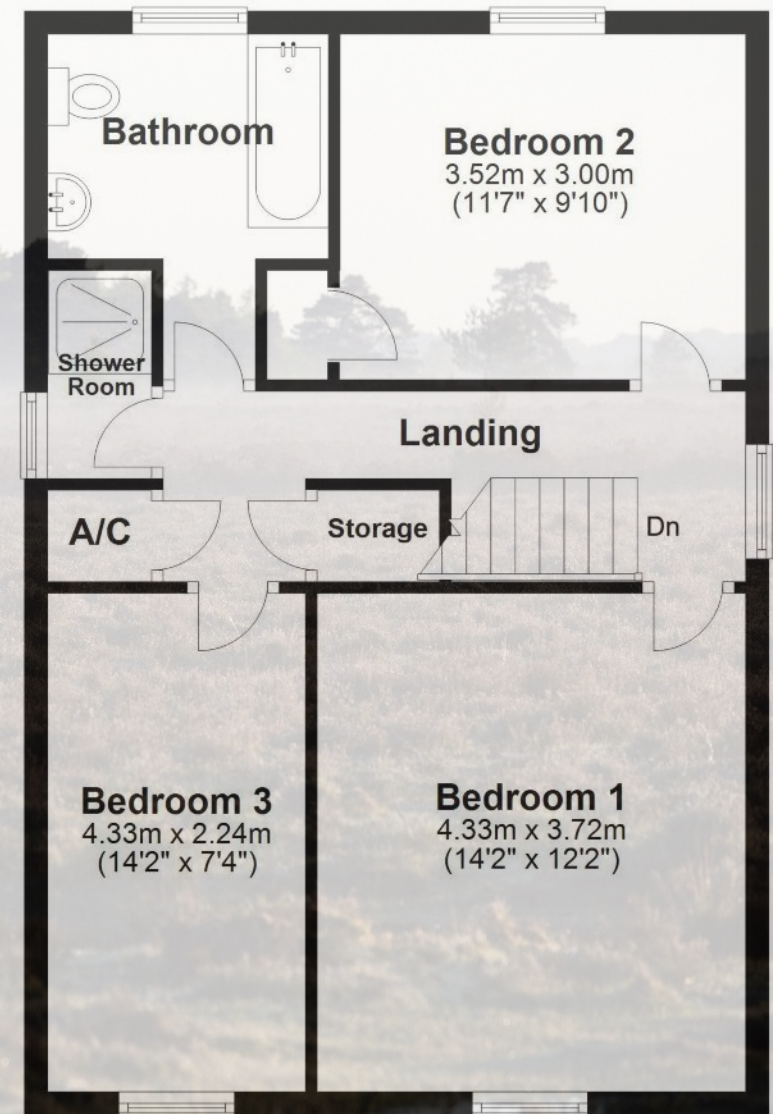 Bathroom
Bedroom 2
3.52m x 3.00m
(11'7" x 9'10")
Shower
Room
Landing
A/C
Storage
Dn
Bedroom 3
4.33m x 2.24m
(14'2" x 7'4")
Bedroom 1
4.33m x 3.72m
(14'2" x 12'2")